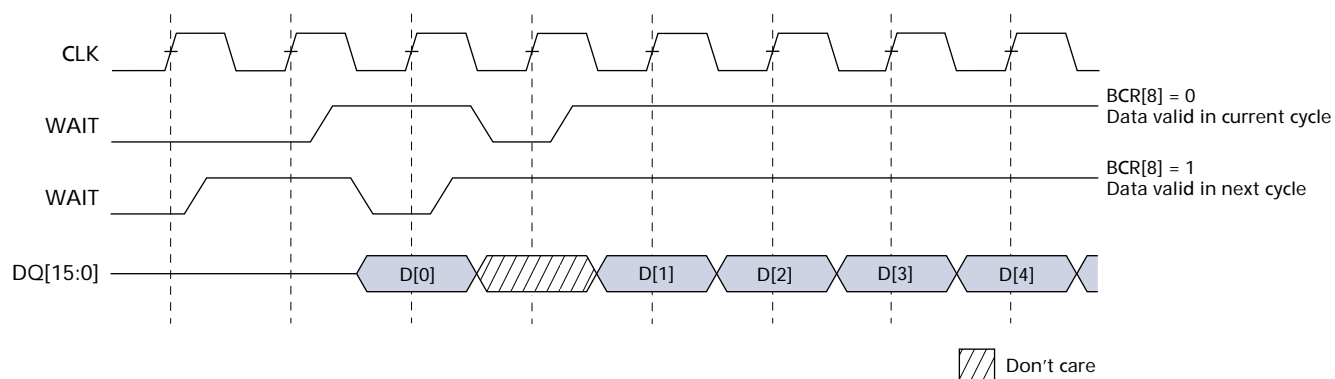 CLK
WAIT
BCR[8] = 0
Data valid in current cycle
WAIT
BCR[8] = 1
Data valid in next cycle
DQ[15:0]
D[0]
D[1]
D[2]
D[3]
D[4]
Don't care